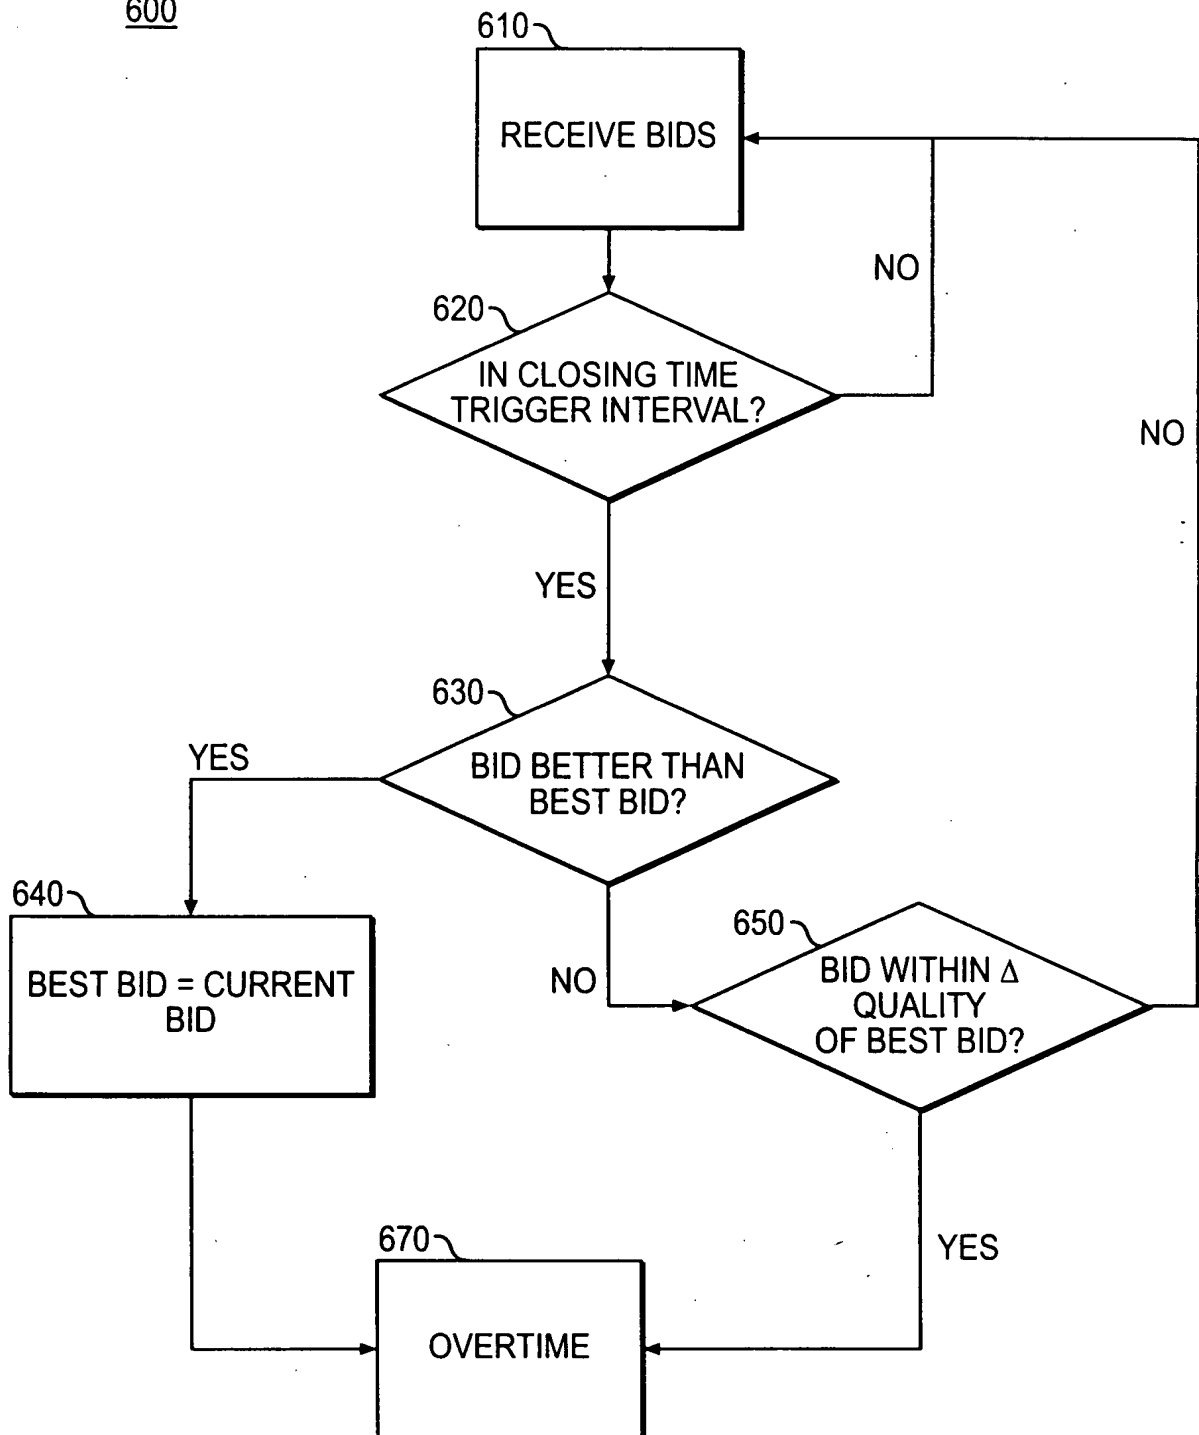 600
610
RECEIVE BIDS
NO
620
IN CLOSING TIME
TRIGGER INTERVAL?
NO
YES
630
YES
BID BETTER THAN
BEST BID?
640
BEST BID = CURRENT
BID
NO
650
BID WITHIN Δ
QUALITY
OF BEST BID?
670
YES
OVERTIME